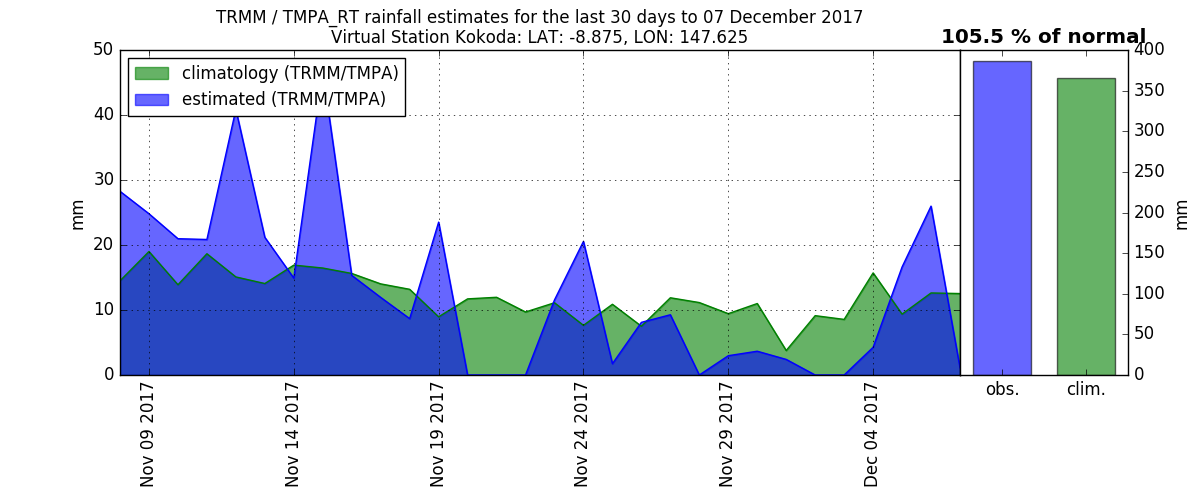 TRMM / TMPA_RT rainfall estimates for the last 30 days to 07 December 2017
Virtual Station Kokoda: LAT: -8.875, LON: 147.625
105.5 % of normal
climatology (TRMM/TMPA)
estimated (TRMM/TMPA)
50
40
30
20
10
0
mm
400
350
300
250
200
150
100
50
0
mm
Nov 09 2017
Nov 14 2017
Nov 19 2017
Nov 24 2017
Nov 29 2017
Dec 04 2017
obs.
clim.